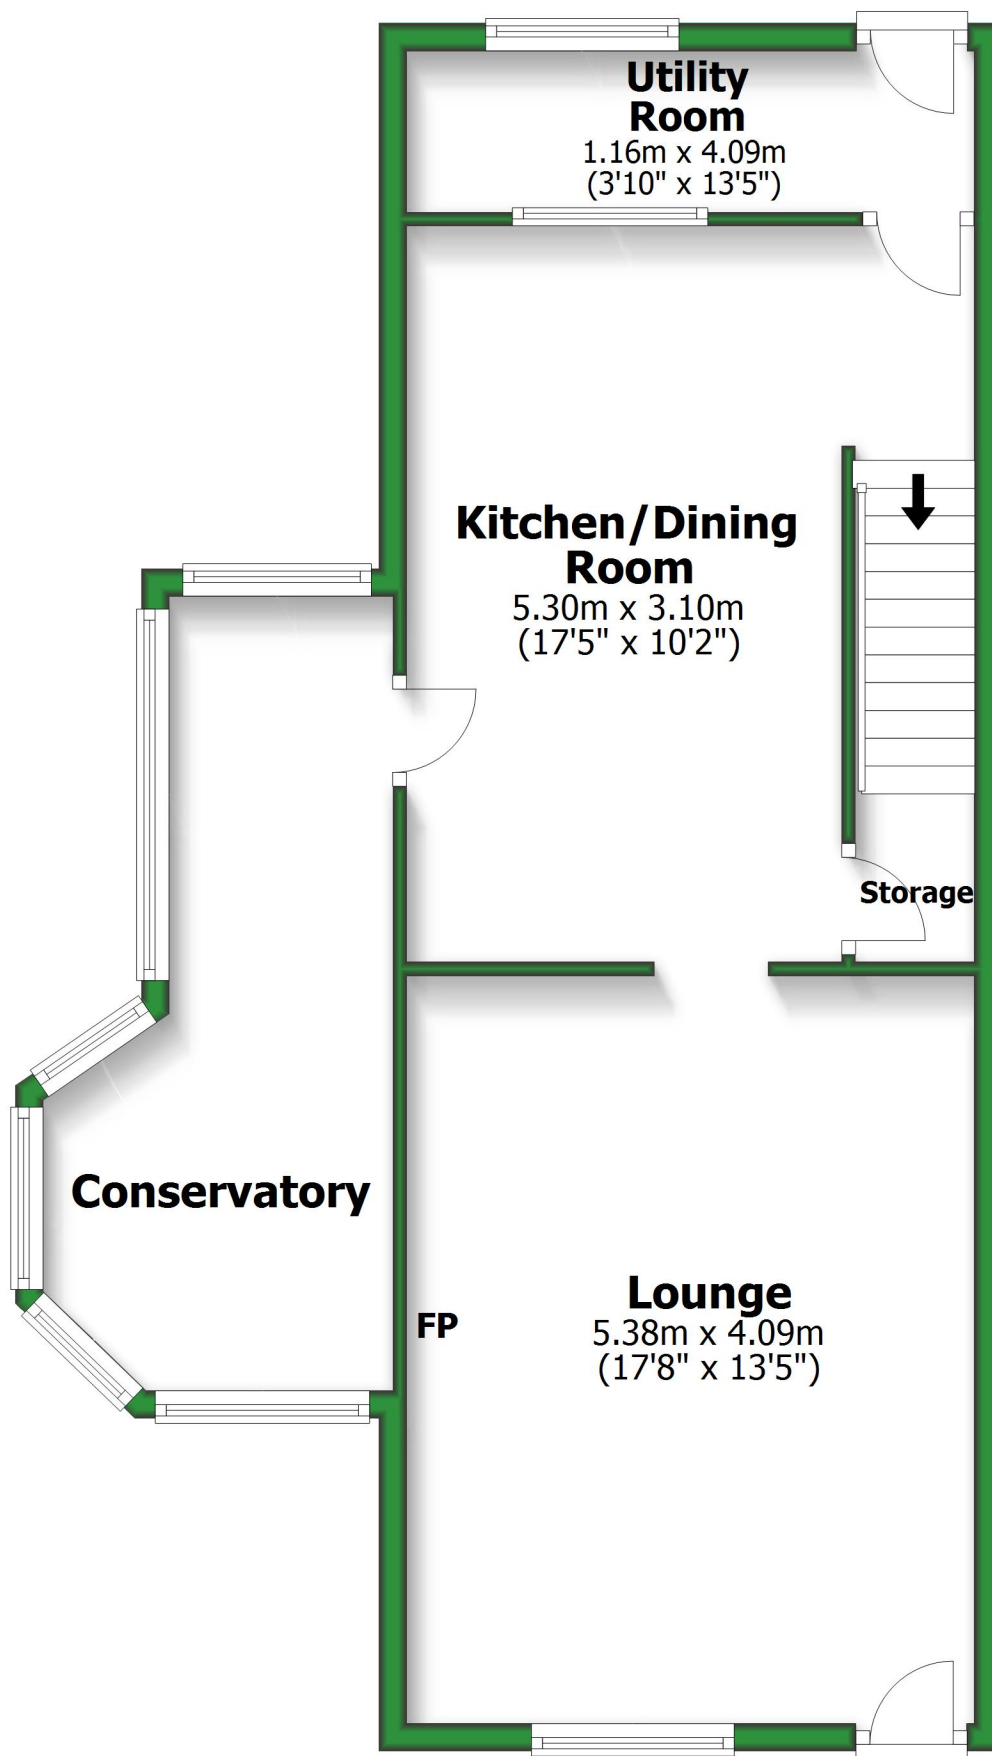 Utility
Room
1.16m x 4.09m
(3'10" x 13'5")
Kitchen/Dining
Room
5.30m x 3.10m
(17'5" x 10'2")
Storage
Conservatory
Lounge
5.38m x 4.09m
(17'8" x 13'5")
FP